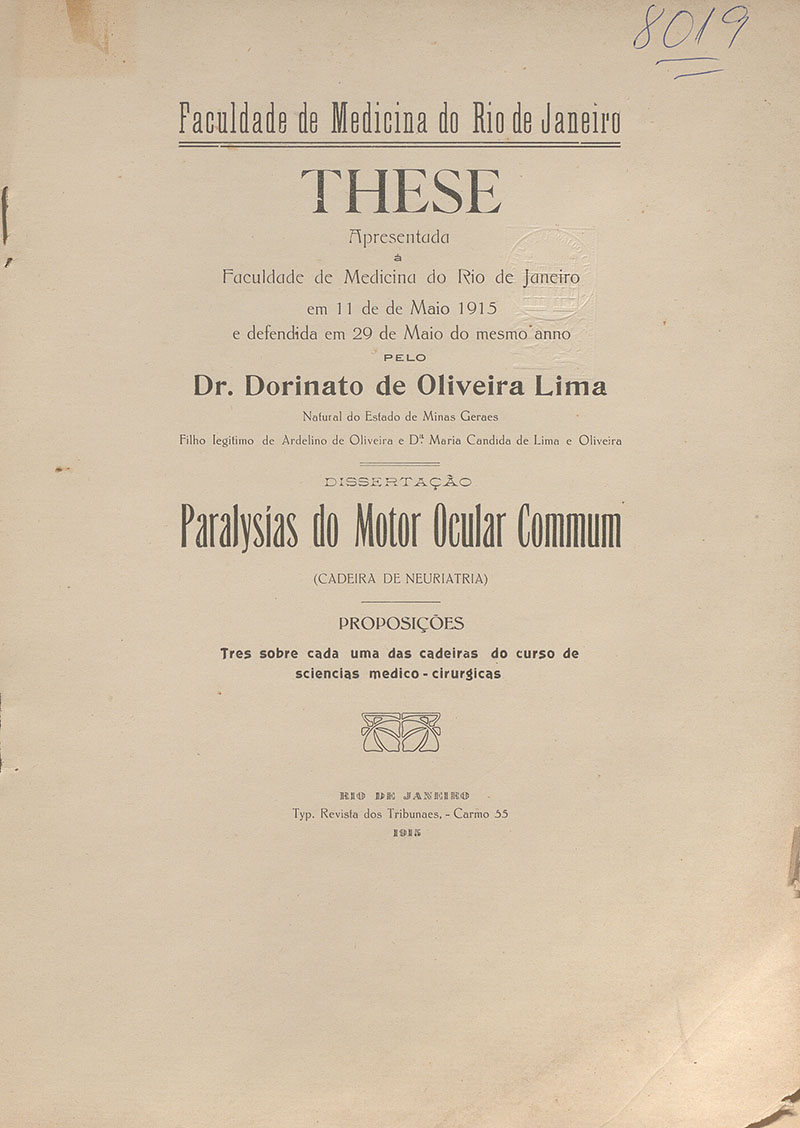 8019
Faculdade de Medicina do Rio de Janeiro
THESE
Apresentada
á
Faculdade de Medicina do Rio de Janeiro
em 11 de de Maio 1915
e defendida em 29 de Maio do mesmo anno
PELO
Dr. Dorinato de Oliveira Lima
Natural do Estado de Minas Geraes
Filho legitimo de Ardelino de Oliveira e Dª. Maria Candida de Lima e Oliveira
DISSERTAÇÃO
Paralysias do Motor Ocular Commum
(CADEIRA DE NEURIATRIA)
PROPOSIÇÕES
Tres sobre cada uma das cadeiras do curso de
sciencias medico-cirurgicas
RIO DE JANEIRO
Typ. Revista dos Tribunaes, - Carmo 55
1915